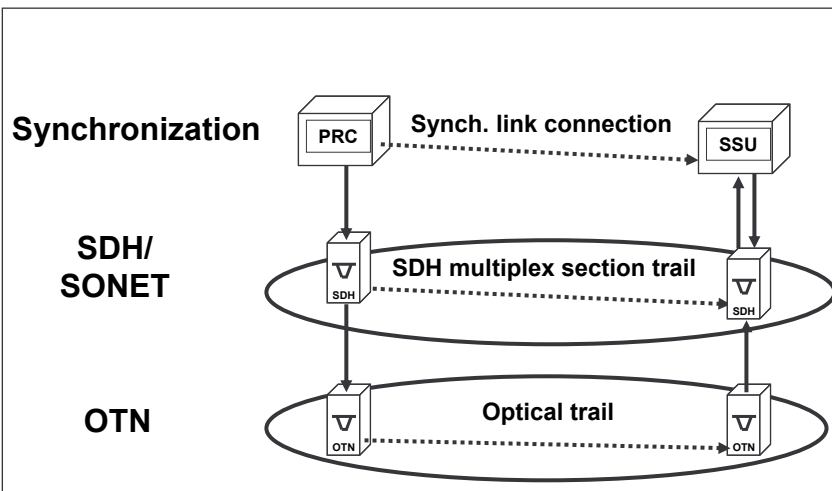 Synchronization
PRC
Synch. link connection
SSU
SDH/
SONET
SDH
SDH multiplex section trail
SDH
OTN
OTN
Optical trail
OTN